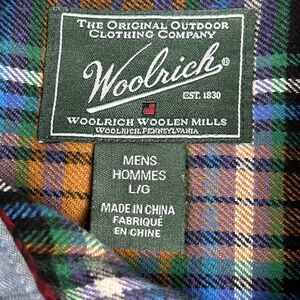 THE ORIGINAL OUTDOOR
CLOTHING COMPANY
Woolrich®
EST. 1830
WOOLRICH WOOLEN MILLS
WOOLRICH, PENNSYLVANIA
MENS
HOMMES
L/G
MADE IN CHINA
FABRIQUÉ
EN CHINE